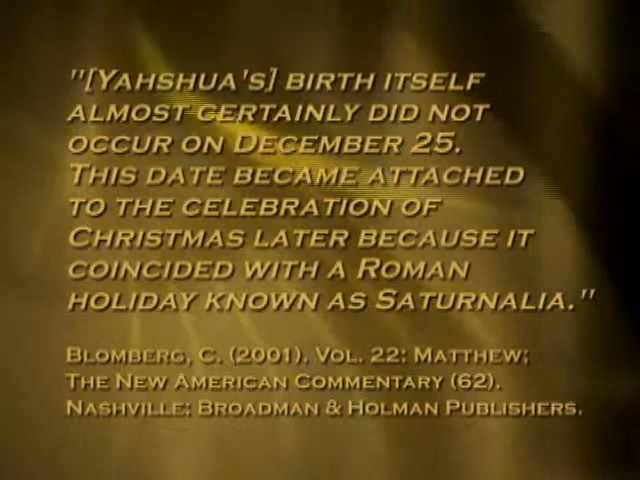 "[Yahshua's] birth itself
almost certainly did not
occur on December 25.
This date became attached
to the celebration of
Christmas later because it
coincided with a Roman
holiday known as Saturnalia."
Blomberg, C. (2001). Vol. 22: Matthew;
The New American Commentary (62).
Nashville: Broadman & Holman Publishers.